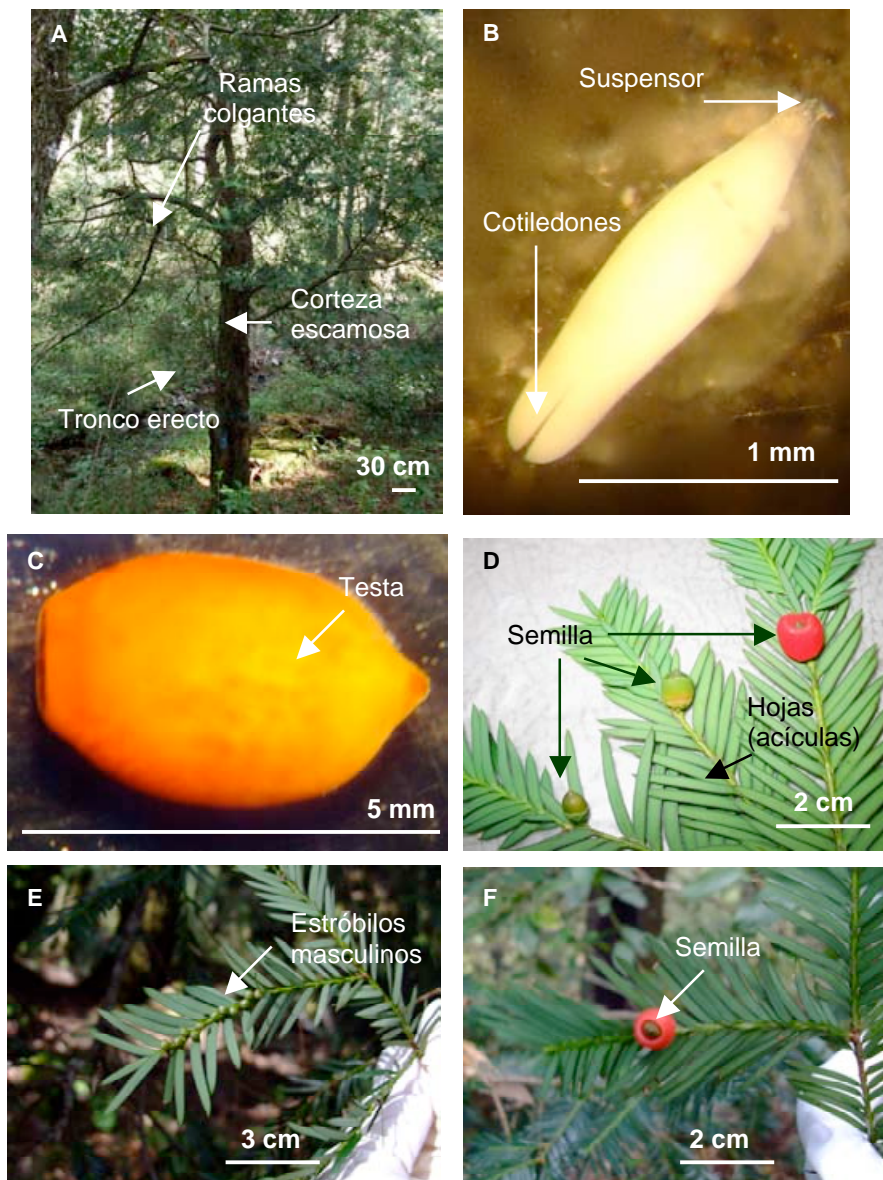 A
Ramas
colgantes
Corteza
escamosa
Tronco erecto
30 cm
B
Suspensor
Cotiledones
1 mm
C
Testa
5 mm
D
Semilla
Hojas
(acículas)
2 cm
E
Estróbilos
masculinos
3 cm
F
Semilla
2 cm